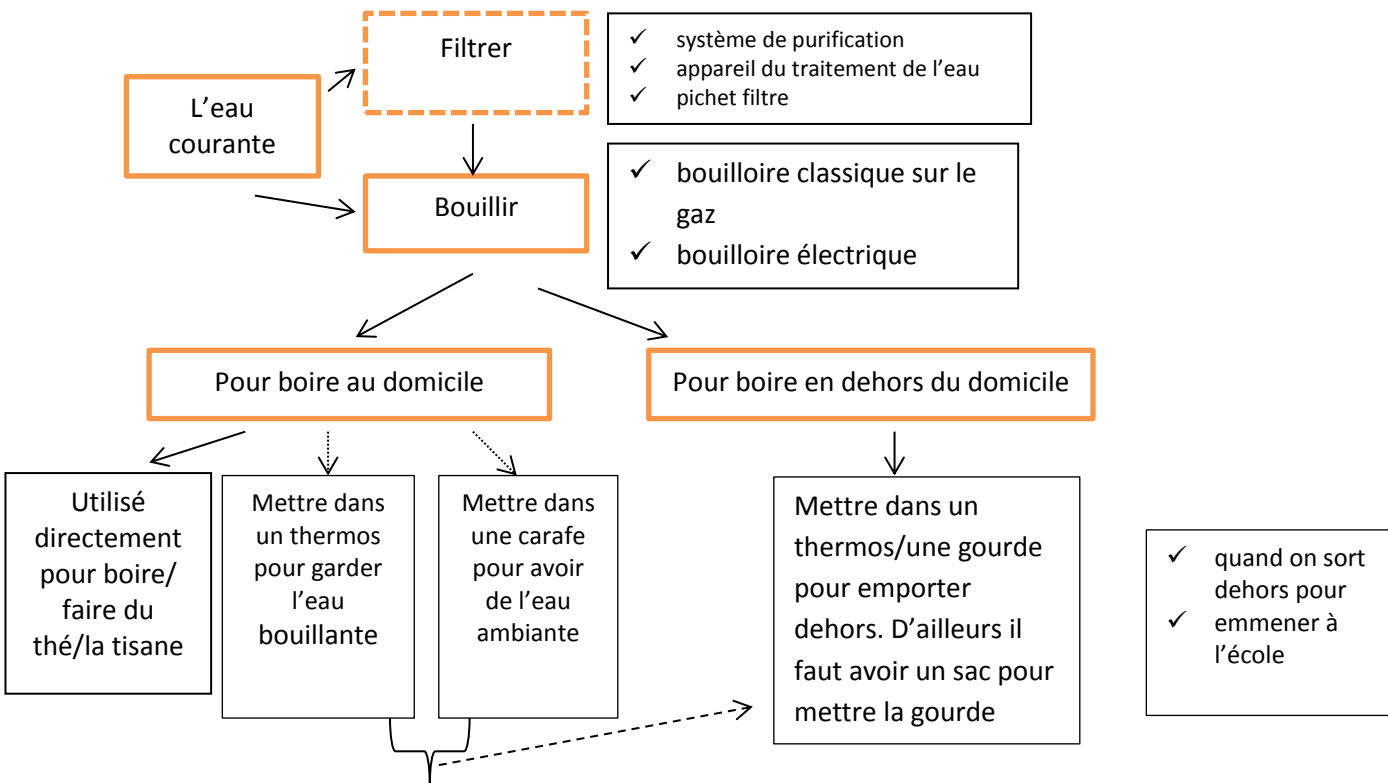 Filtrer
✓ système de purification
✓ appareil du traitement de l'eau
✓ pichet filtre
L'eau
courante
Bouillir
✓ bouilloire classique sur le
gaz
✓ bouilloire électrique
Pour boire au domicile
Pour boire en dehors du domicile
Utilisé
directement
pour boire/
faire du
thé/la tisane
Mettre dans
un thermos
pour garder
l'eau
bouillante
Mettre dans
une carafe
pour avoir
de l'eau
ambiante
Mettre dans un
thermos/une gourde
pour emporter
dehors. D'ailleurs il
faut avoir un sac pour
mettre la gourde
✓ quand on sort
dehors pour
✓ emmener à
l'école